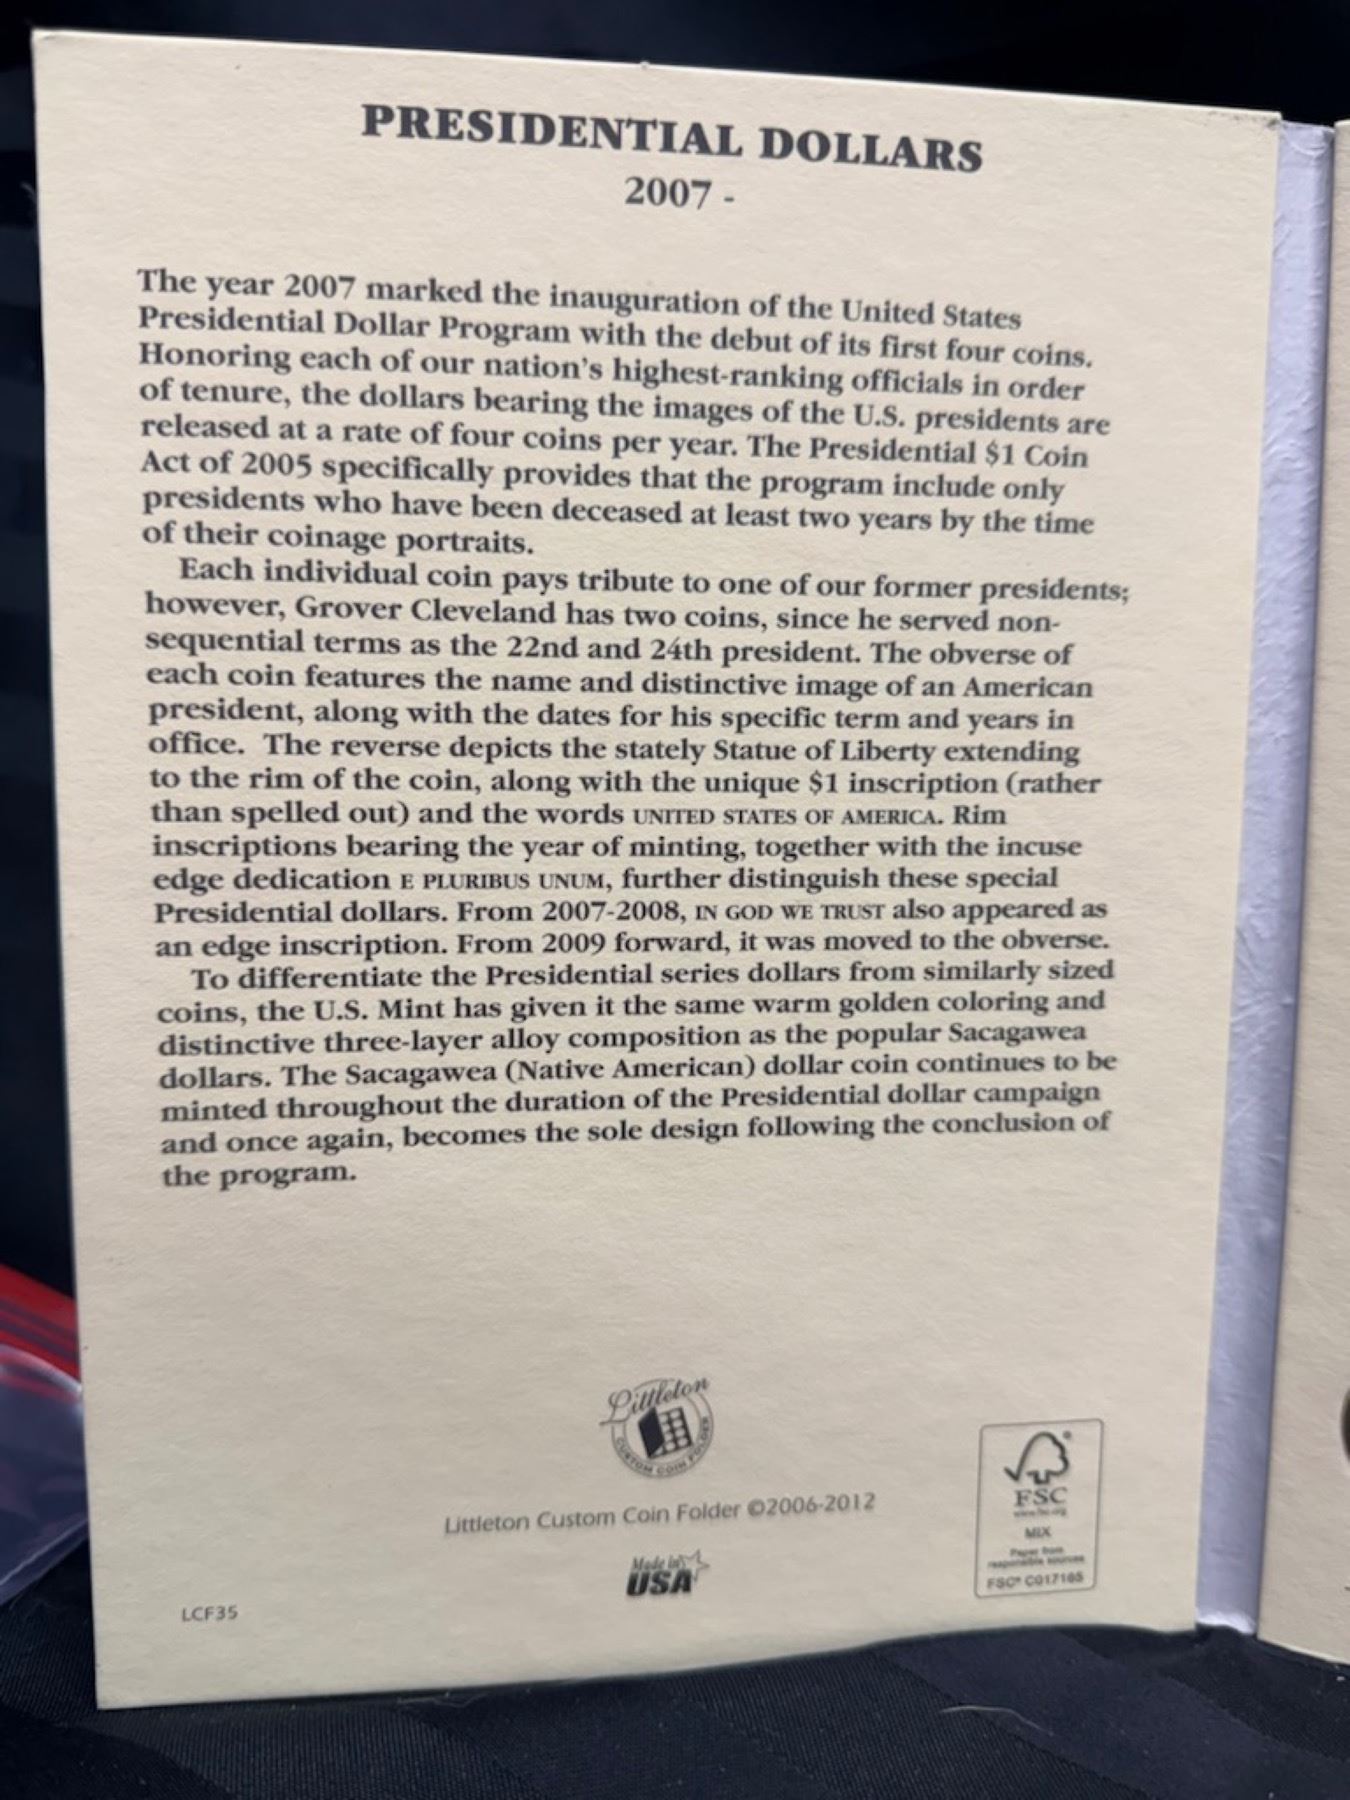 PRESIDENTIAL DOLLARS
2007 -
The year 2007 marked the inauguration of the United States
Presidential Dollar Program with the debut of its first four coins.
Honoring each of our nation's highest-ranking officials in order
of tenure, the dollars bearing the images of the U.S. presidents are
released at a rate of four coins per year. The Presidential $1 Coin
Act of 2005 specifically provides that the program include only
presidents who have been deceased at least two years by the time
of their coinage portraits.
Each individual coin pays tribute to one of our former presidents;
however, Grover Cleveland has two coins, since he served non-
sequential terms as the 22nd and 24th president. The obverse of
each coin features the name and distinctive image of an American
president, along with the dates for his specific term and years in
office. The reverse depicts the stately Statue of Liberty extending
to the rim of the coin, along with the unique $1 inscription (rather
than spelled out) and the words UNITED STATES OF AMERICA. Rim
inscriptions bearing the year of minting, together with the incuse
edge dedication E PLURIBUS UNUM, further distinguish these special
Presidential dollars. From 2007-2008, IN GOD WE TRUST also appeared as
an edge inscription. From 2009 forward, it was moved to the obverse.
To differentiate the Presidential series dollars from similarly sized
coins, the U.S. Mint has given it the same warm golden coloring and
distinctive three-layer alloy composition as the popular Sacagawea
dollars. The Sacagawea (Native American) dollar coin continues to be
minted throughout the duration of the Presidential dollar campaign
and once again, becomes the sole design following the conclusion of
the program.
Littleton
CUSTOM COIN FOLDER
Littleton Custom Coin Folder ©2006-2012
Made in
USA
LCF35
®
FSC
www.fsc.org
MIX
Paper from
responsible sources
FSC® C017165